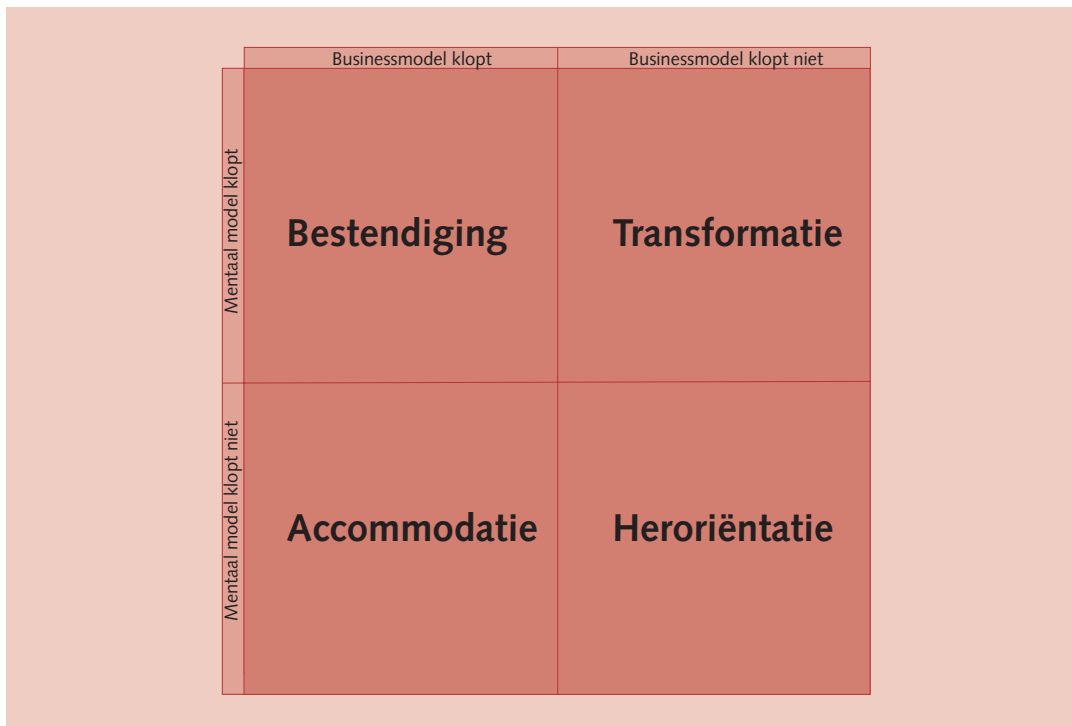 Businessmodel klopt
Businessmodel klopt niet
Mentaal model klopt
Bestendiging
Transformatie
Mentaal model klopt niet
Accommodatie
Heroriëntatie